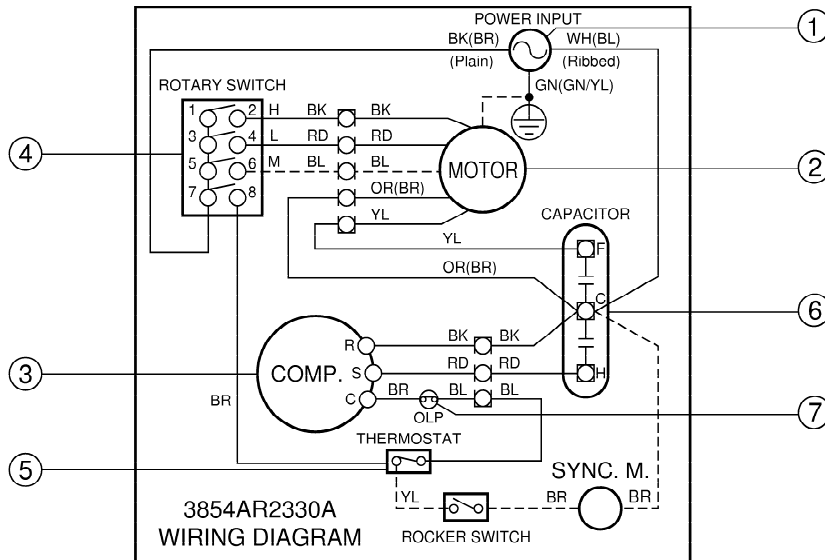 POWER INPUT
1
BK(BR)
WH(BL)
(Plain)
(Ribbed)
GN(GN/YL)
ROTARY SWITCH
1
2
H
BK
BK
3
4
L
RD
RD
4
5
6
M
BL
BL
MOTOR
2
7
8
OR(BR)
YL
CAPACITOR
YL
F
OR(BR)
C
6
R
BK
BK
3
COMP.
S
RD
RD
H
C
BR
BL
BL
BR
OLP
7
THERMOSTAT
5
SYNC. M.
YL
BR
BR
3854AR2330A
WIRING DIAGRAM
ROCKER SWITCH